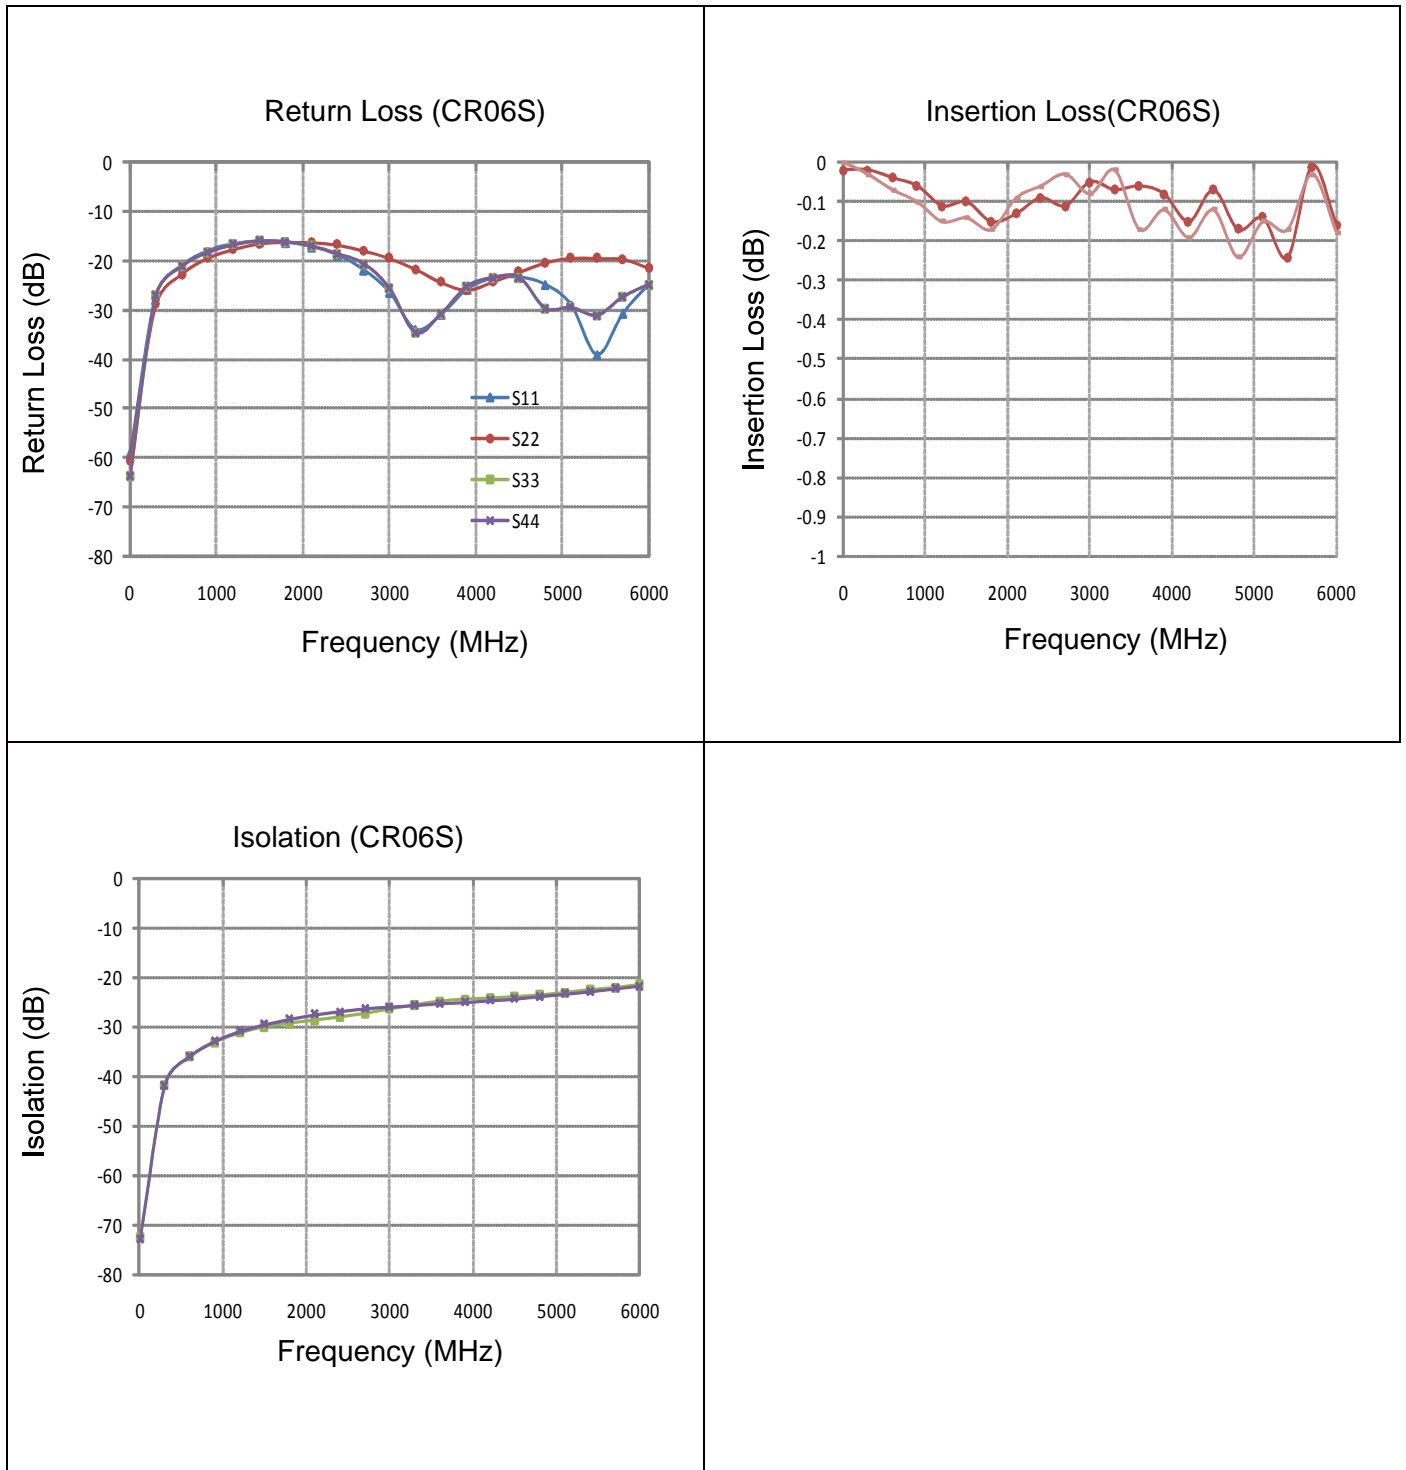 Return Loss (CR06S)
Return Loss (dB)
0
-10
-20
-30
-40
-50
-60
-70
-80
S11
S22
S33
S44
0 1000 2000 3000 4000 5000 6000
Frequency (MHz)
Insertion Loss(CR06S)
Insertion Loss (dB)
0
-0.1
-0.2
-0.3
-0.4
-0.5
-0.6
-0.7
-0.8
-0.9
-1
0 1000 2000 3000 4000 5000 6000
Frequency (MHz)
Isolation (CR06S)
Isolation (dB)
0
-10
-20
-30
-40
-50
-60
-70
-80
0 1000 2000 3000 4000 5000 6000
Frequency (MHz)